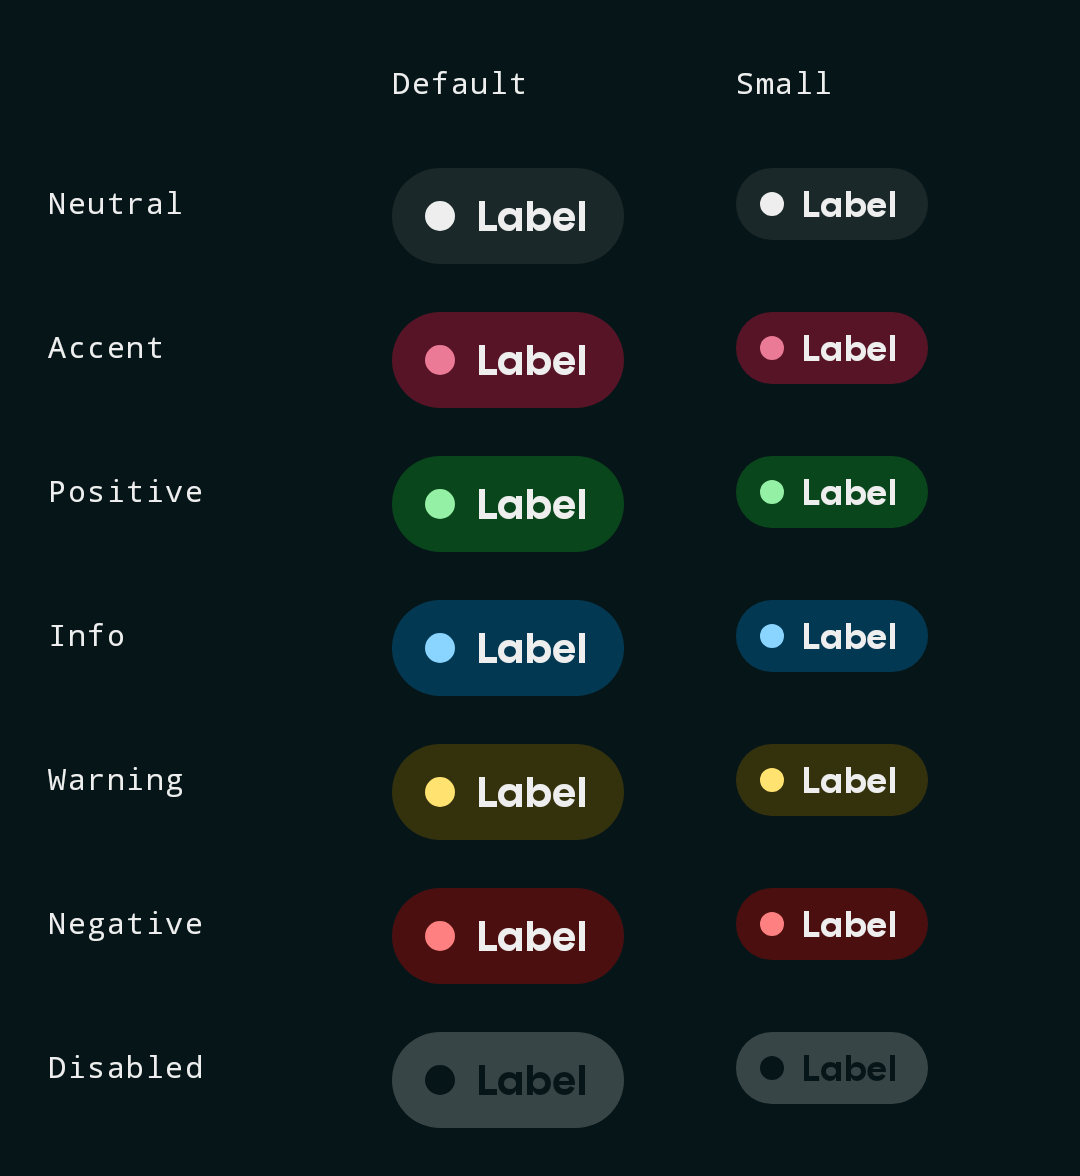 Default Small
Neutral Label Label
Accent Label Label
Positive Label Label
Info Label Label
Warning Label Label
Negative Label Label
Disabled Label Label